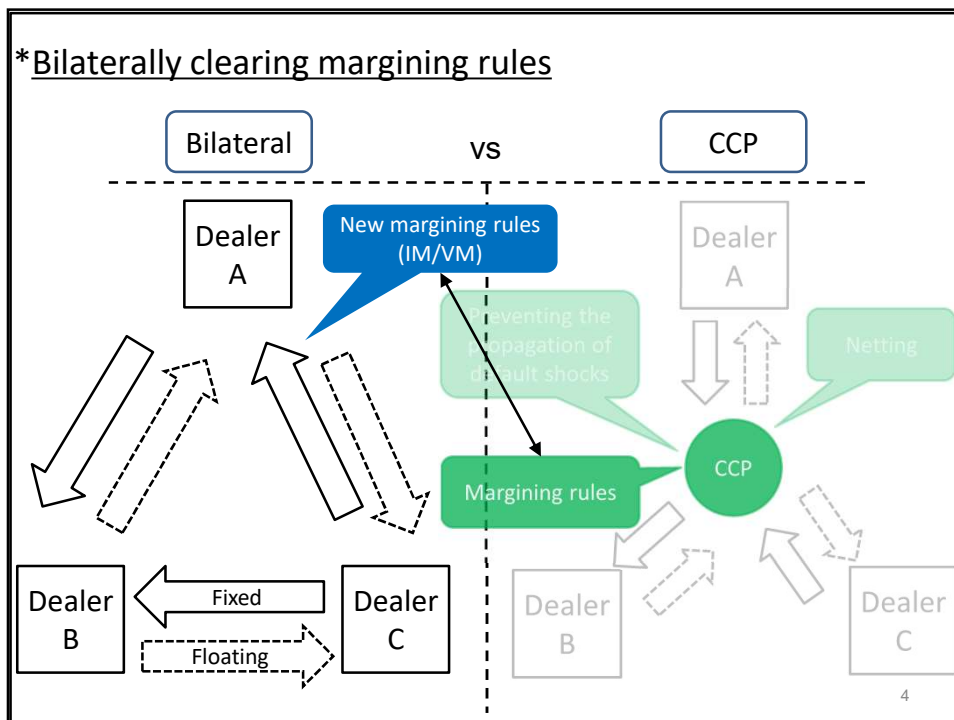 *Bilaterally clearing margining rules
Bilateral
vs
CCP
Dealer
A
New margining rules
(IM/VM)
Dealer
A
Preventing the
propagation of
default shocks
Netting
CCP
Margining rules
Dealer
B
Fixed
Floating
Dealer
C
Dealer
B
Dealer
C
4